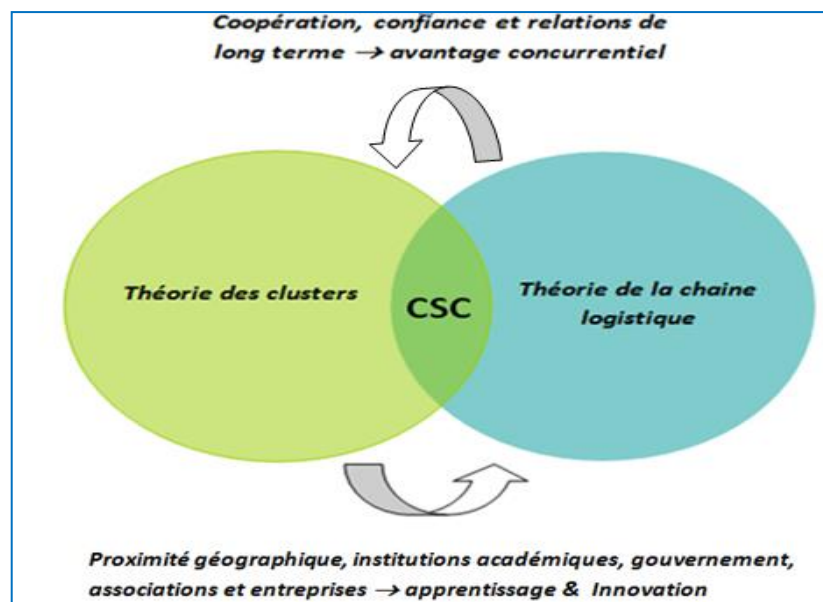 Coopération, confiance et relations de
long terme → avantage concurrentiel
Théorie des clusters
CSC
Théorie de la chaine
logistique
Proximité géographique, institutions académiques, gouvernement,
associations et entreprises → apprentissage & Innovation